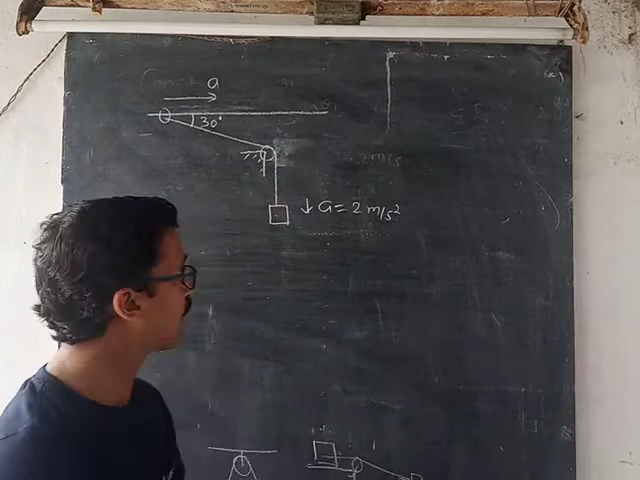 a
30°
↓ a = 2 m/s²